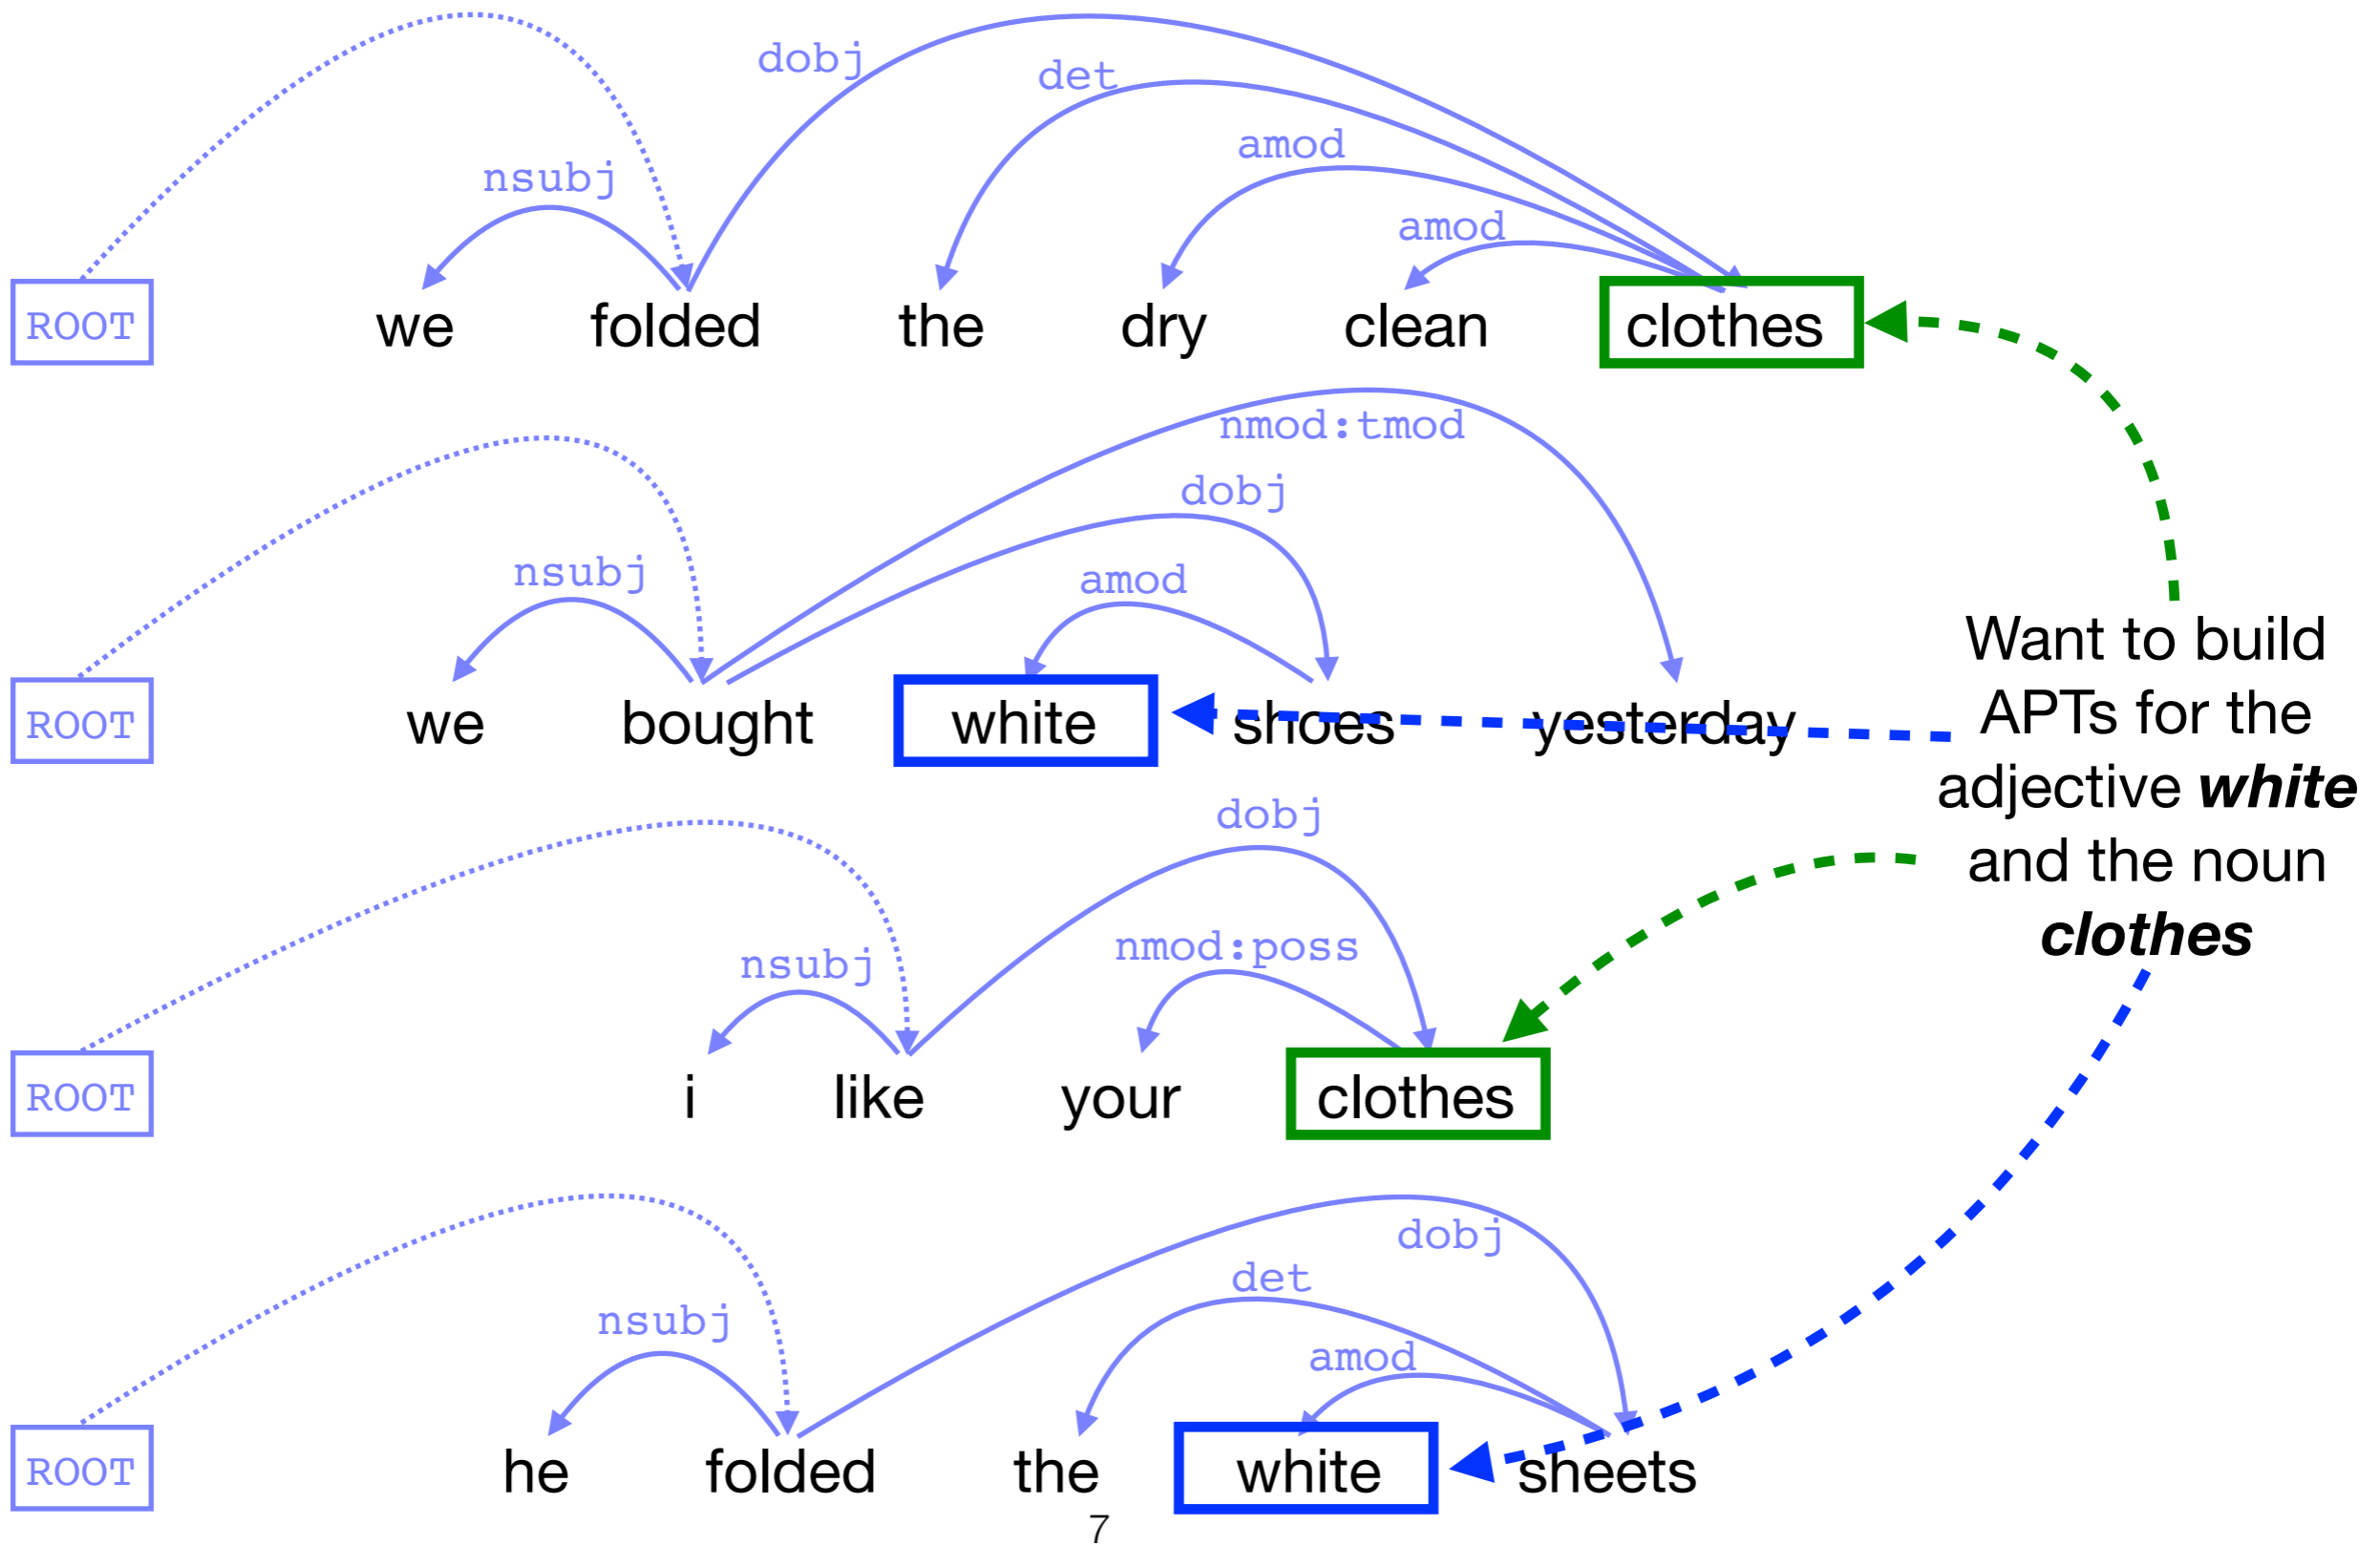 dobj
det
amod
nsubj
amod
ROOT we folded the dry clean clothes
nmod:tmod
dobj
nsubj amod
ROOT we bought white shoes yesterday
Want to build
APTs for the
adjective white
and the noun
clothes
dobj
nsubj nmod:poss
ROOT i like your clothes
dobj
det
nsubj
amod
ROOT he folded the white sheets
7